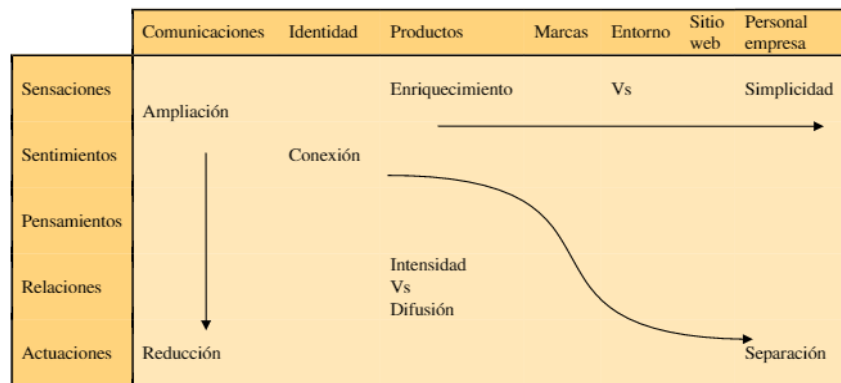 Comunicaciones Identidad Productos Marcas Entorno Sitio web Personal empresa
Sensaciones Enriquecimiento Vs Simplicidad
Ampliación
Sentimientos Conexión
Pensamientos
Intensidad
Relaciones Vs
Difusión
Actuaciones Reducción Separación